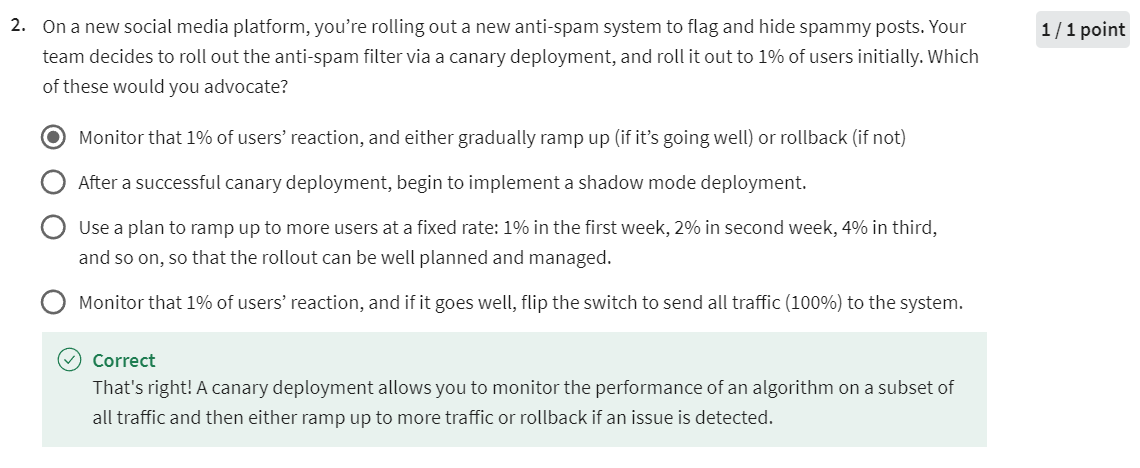 2. On a new social media platform, you’re rolling out a new anti-spam system to flag and hide spammy posts. Your
1 / 1 point
team decides to roll out the anti-spam filter via a canary deployment, and roll it out to 1% of users initially. Which
of these would you advocate?
Monitor that 1% of users’ reaction, and either gradually ramp up (if it’s going well) or rollback (if not)
After a successful canary deployment, begin to implement a shadow mode deployment.
Use a plan to ramp up to more users at a fixed rate: 1% in the first week, 2% in second week, 4% in third,
and so on, so that the rollout can be well planned and managed.
Monitor that 1% of users’ reaction, and if it goes well, flip the switch to send all traffic (100%) to the system.
Correct
That's right! A canary deployment allows you to monitor the performance of an algorithm on a subset of
all traffic and then either ramp up to more traffic or rollback if an issue is detected.